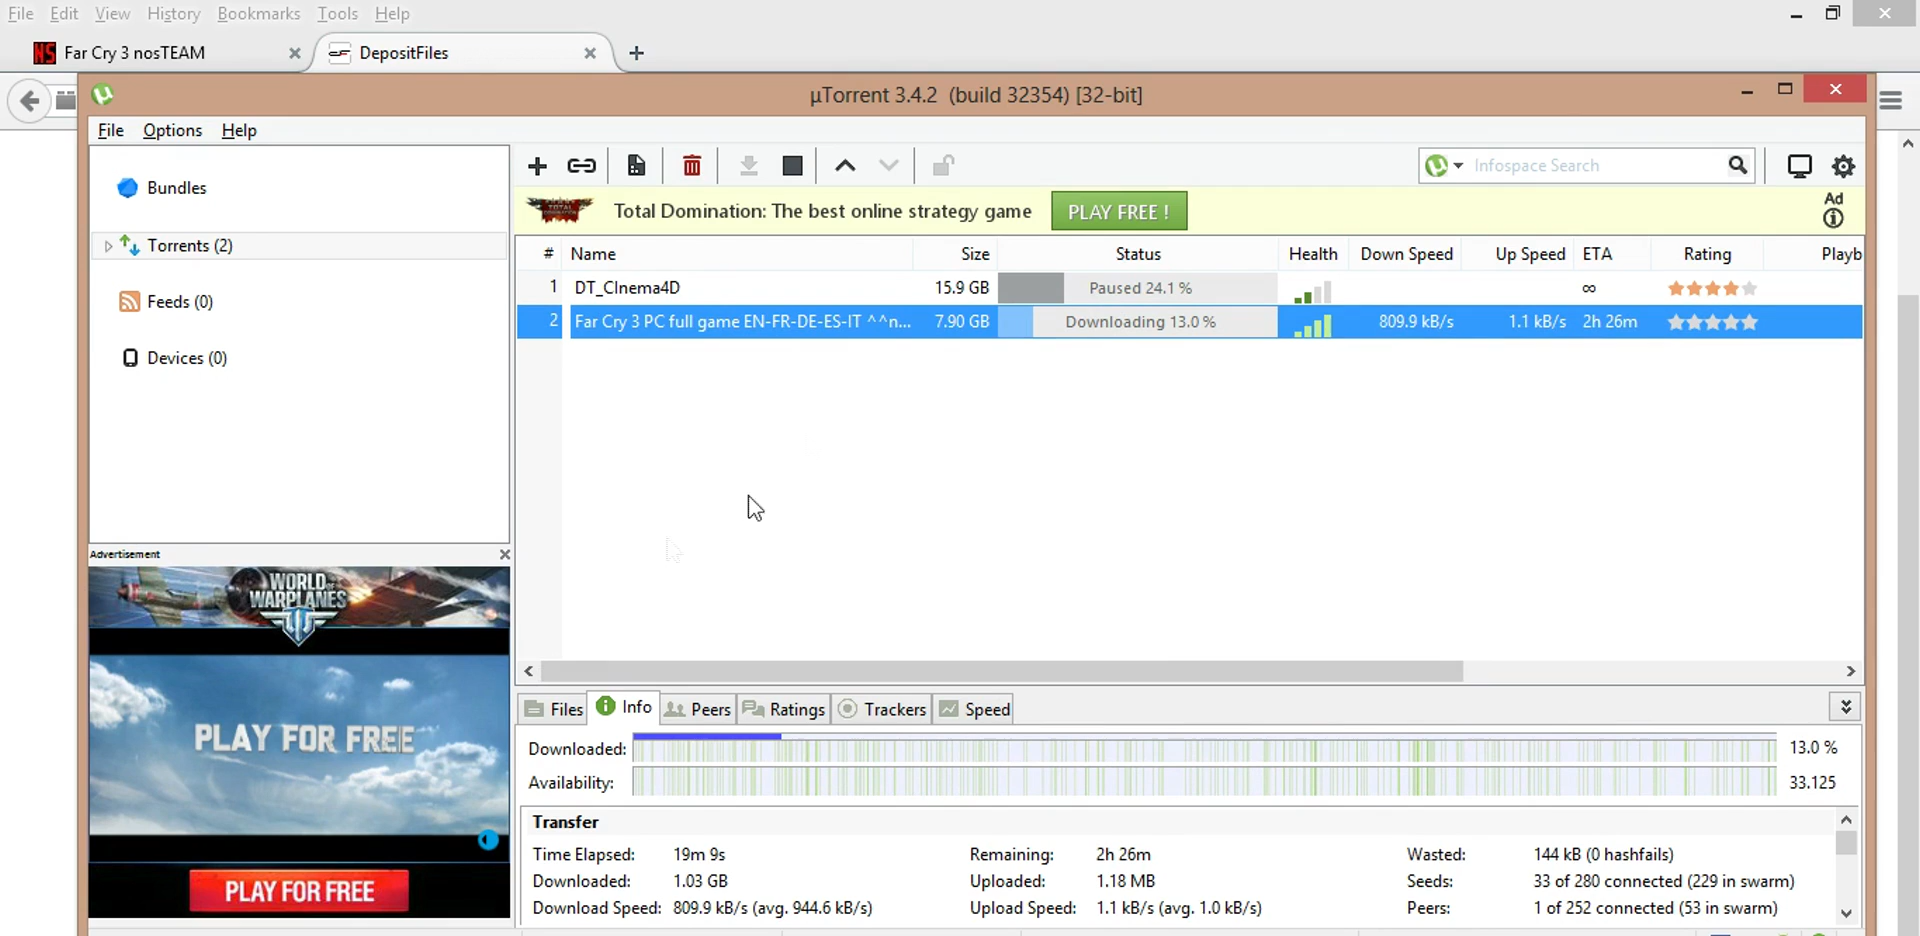 File Edit View History Bookmarks Tools Help
NS Far Cry 3 nosTEAM DepositFiles
µTorrent 3.4.2 (build 32354) [32-bit]
File Options Help
Bundles
Torrents (2)
Feeds (0)
Devices (0)
Infospace Search
TOTAL DOMINATION Total Domination: The best online strategy game PLAY FREE ! Ad
# Name Size Status Health Down Speed Up Speed ETA Rating Playb
1 DT_CInema4D 15.9 GB Paused 24.1 % ∞
2 Far Cry 3 PC full game EN-FR-DE-ES-IT ^^n... 7.90 GB Downloading 13.0 % 809.9 kB/s 1.1 kB/s 2h 26m
Advertisement
WORLD OF
WARPLANES
PLAY FOR FREE
PLAY FOR FREE
Files Info Peers Ratings Trackers Speed
Downloaded: 13.0 %
Availability: 33.125
Transfer
Time Elapsed: 19m 9s Remaining: 2h 26m Wasted: 144 kB (0 hashfails)
Downloaded: 1.03 GB Uploaded: 1.18 MB Seeds: 33 of 280 connected (229 in swarm)
Download Speed: 809.9 kB/s (avg. 944.6 kB/s) Upload Speed: 1.1 kB/s (avg. 1.0 kB/s) Peers: 1 of 252 connected (53 in swarm)